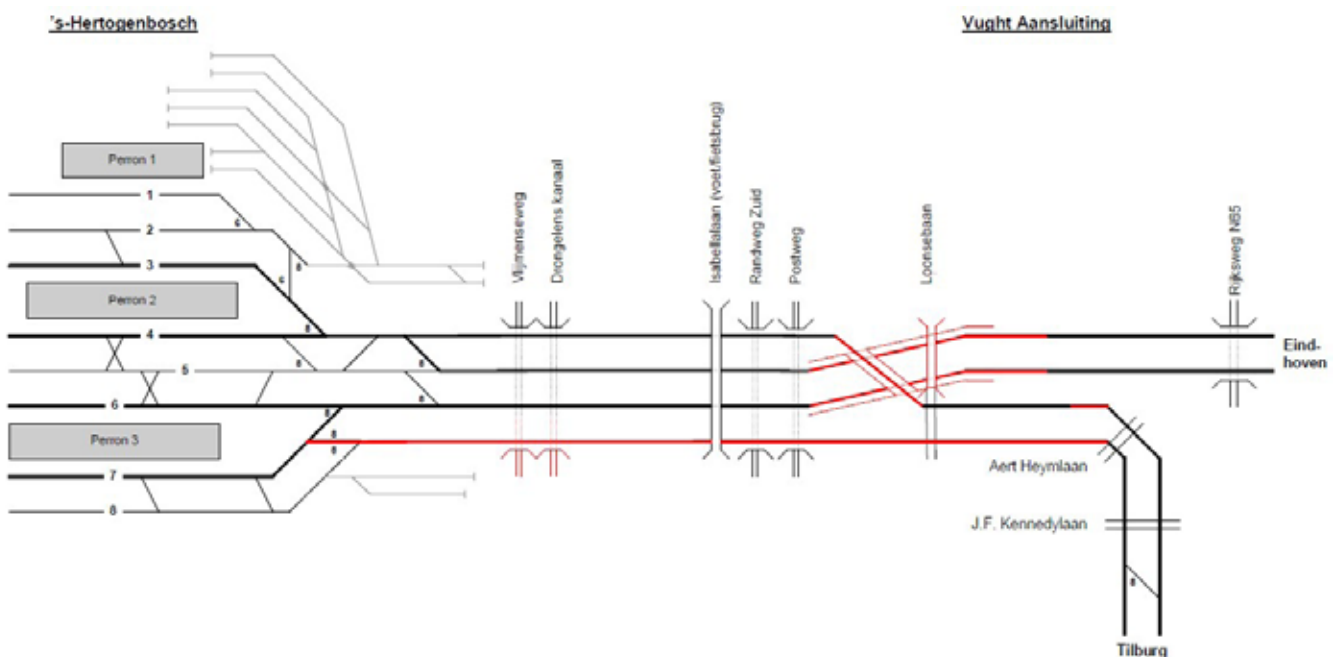 's-Hertogenbosch
Vught Aansluiting
Perron 1
1
2
3
Perron 2
4
5
6
Perron 3
7
8
Vlijmenseweg
Drongelens kanaal
Isabellalaan (voet/fietsbrug)
Randweg Zuid
Postweg
Loonsebaan
Rijksweg N65
Eind-
hoven
Aert Heymlaan
J.F. Kennedylaan
Tilburg